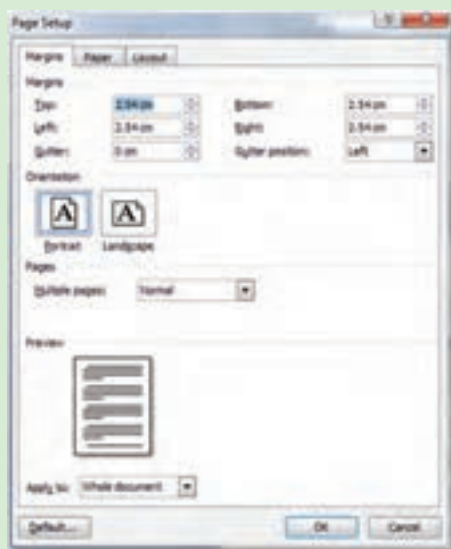 Page Setup
Margins Paper Layout
Margins
Top: 2.54 cm Bottom: 2.54 cm
Left: 2.54 cm Right: 2.54 cm
Gutter: 0 cm Gutter position: Left
Orientation
A A
Portrait Landscape
Pages
Multiple pages: Normal
Preview
Apply to: Whole document
Default... OK Cancel